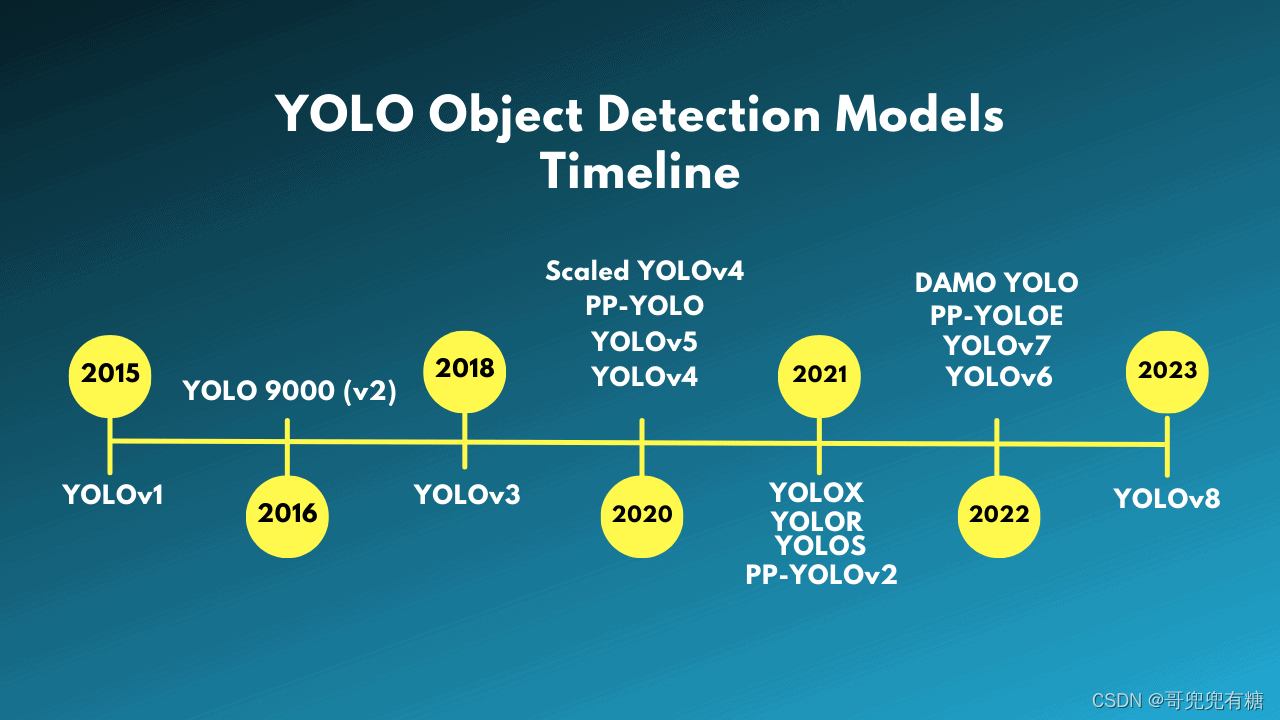 YOLO Object Detection Models
Timeline
2015
YOLOv1
YOLO 9000 (v2)
2016
2018
YOLOv3
Scaled YOLOv4
PP-YOLO
YOLOv5
YOLOv4
2020
2021
YOLOX
YOLOR
YOLOS
PP-YOLOv2
DAMO YOLO
PP-YOLOE
YOLOv7
YOLOv6
2022
2023
YOLOv8
CSDN @哥兜兜有糖